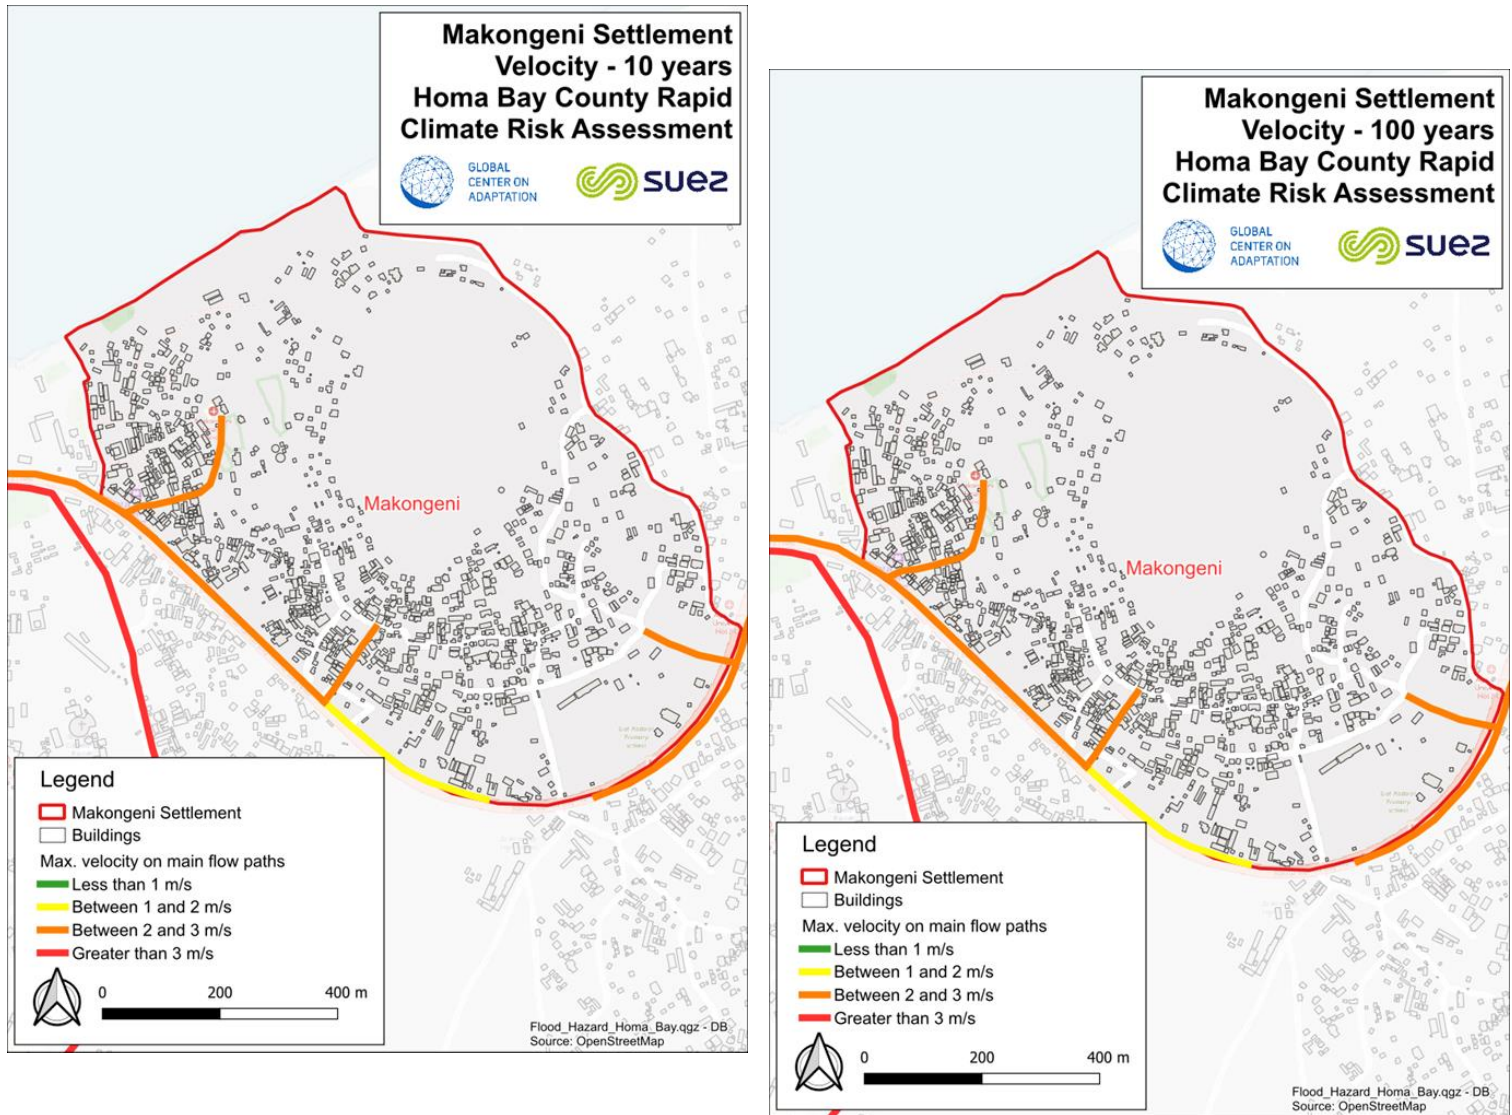 Makongeni Settlement
Velocity - 10 years
Homa Bay County Rapid
Climate Risk Assessment
GLOBAL
CENTER ON
ADAPTATION
suez
Makongeni
Legend
Makongeni Settlement
Buildings
Max. velocity on main flow paths
Less than 1 m/s
Between 1 and 2 m/s
Between 2 and 3 m/s
Greater than 3 m/s
0 200 400 m
Flood_Hazard_Homa_Bay.qgz - DB
Source: OpenStreetMap
Makongeni Settlement
Velocity - 100 years
Homa Bay County Rapid
Climate Risk Assessment
GLOBAL
CENTER ON
ADAPTATION
suez
Makongeni
Legend
Makongeni Settlement
Buildings
Max. velocity on main flow paths
Less than 1 m/s
Between 1 and 2 m/s
Between 2 and 3 m/s
Greater than 3 m/s
0 200 400 m
Flood_Hazard_Homa_Bay.qgz - DB
Source: OpenStreetMap